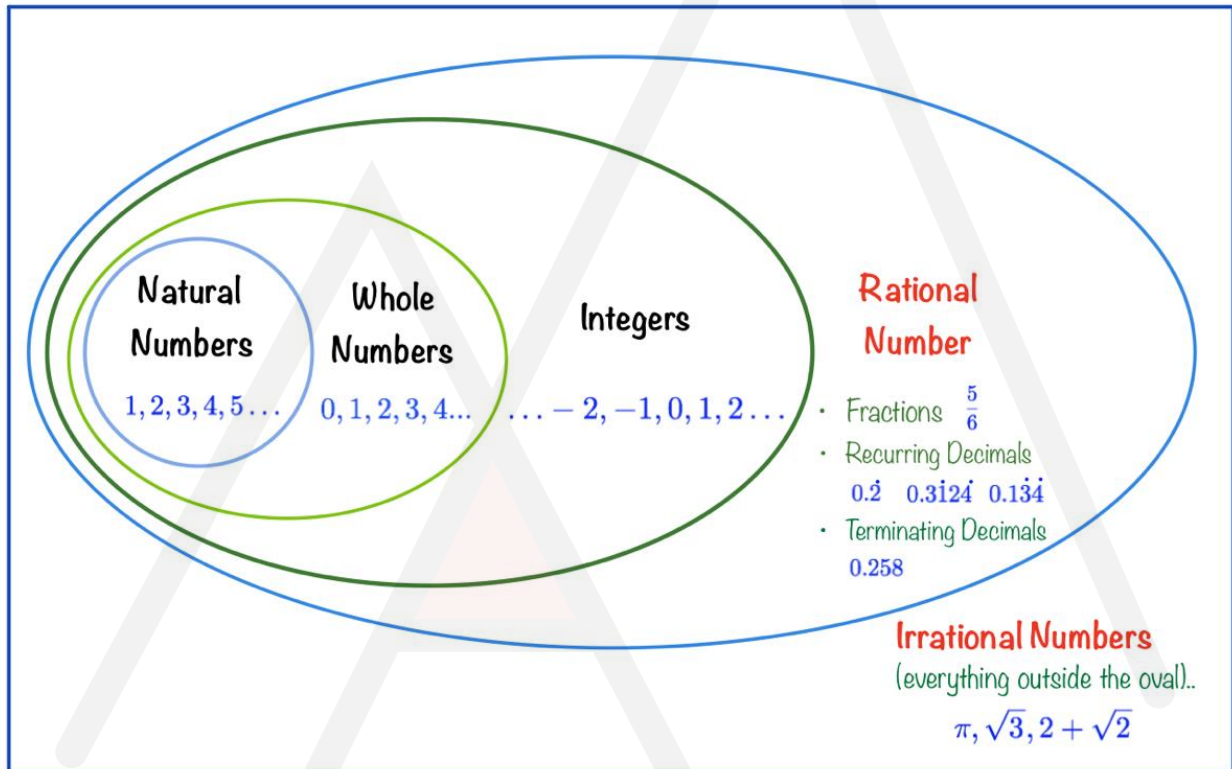 Natural
Numbers
1, 2, 3, 4, 5 . . .
Whole
Numbers
0, 1, 2, 3, 4...
Integers
. . . − 2, −1, 0, 1, 2 . . .
Rational
Number
· Fractions 5/6
· Recurring Decimals
0.2̇ 0.31̇24̇ 0.13̇4̇
· Terminating Decimals
0.258
Irrational Numbers
(everything outside the oval)..
π, √3, 2 + √2